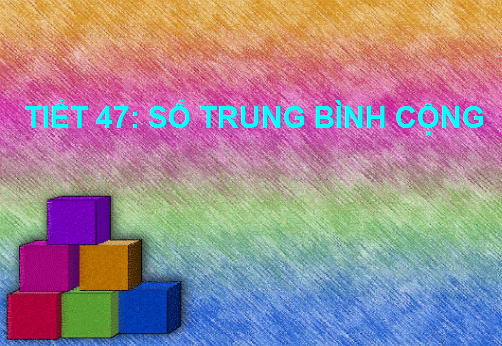 TIẾT 47: SỐ TRUNG BÌNH CỘNG